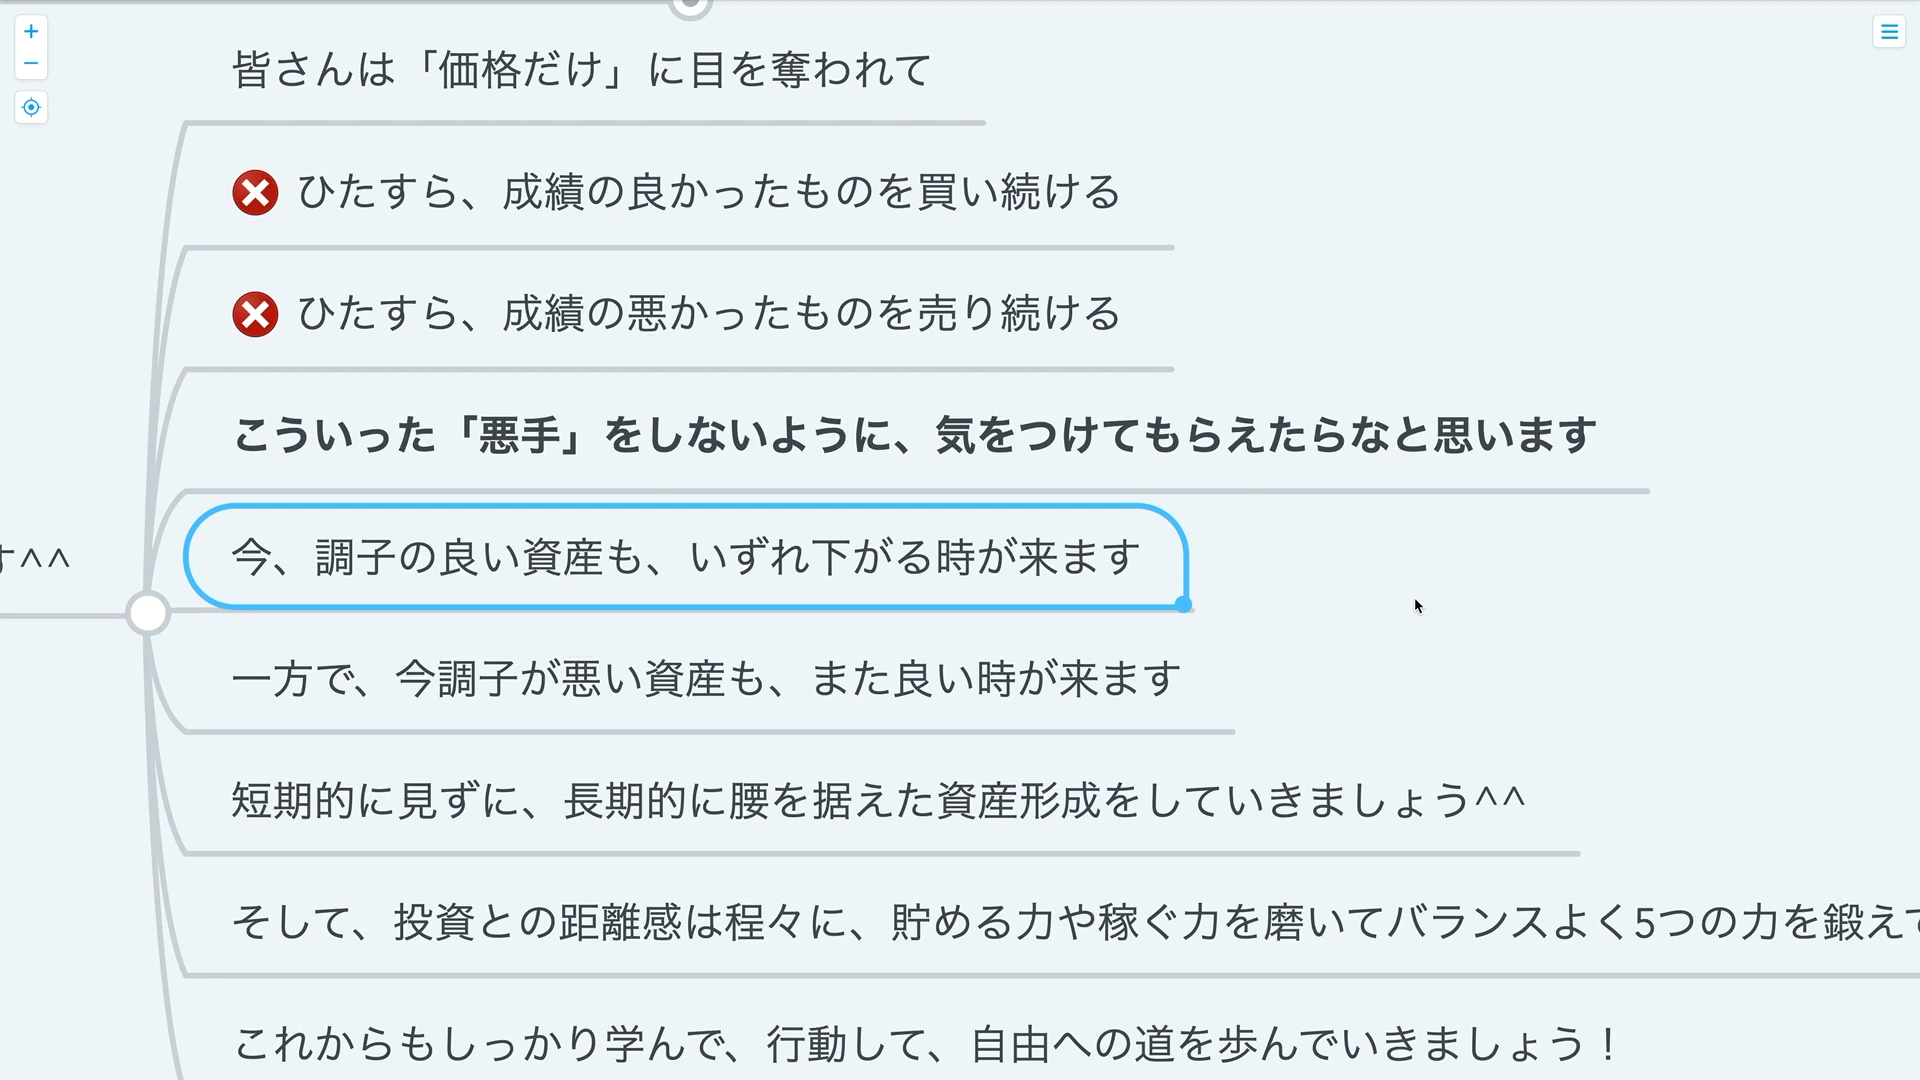 皆さんは「価格だけ」に目を奪われて
ひたすら、成績の良かったものを買い続ける
ひたすら、成績の悪かったものを売り続ける
こういった「悪手」をしないように、気をつけてもらえたらなと思います
今、調子の良い資産も、いずれ下がる時が来ます
す^^
一方で、今調子が悪い資産も、また良い時が来ます
短期的に見ずに、長期的に腰を据えた資産形成をしていきましょう^^
そして、投資との距離感は程々に、貯める力や稼ぐ力を磨いてバランスよく5つの力を鍛えて
これからもしっかり学んで、行動して、自由への道を歩んでいきましょう！